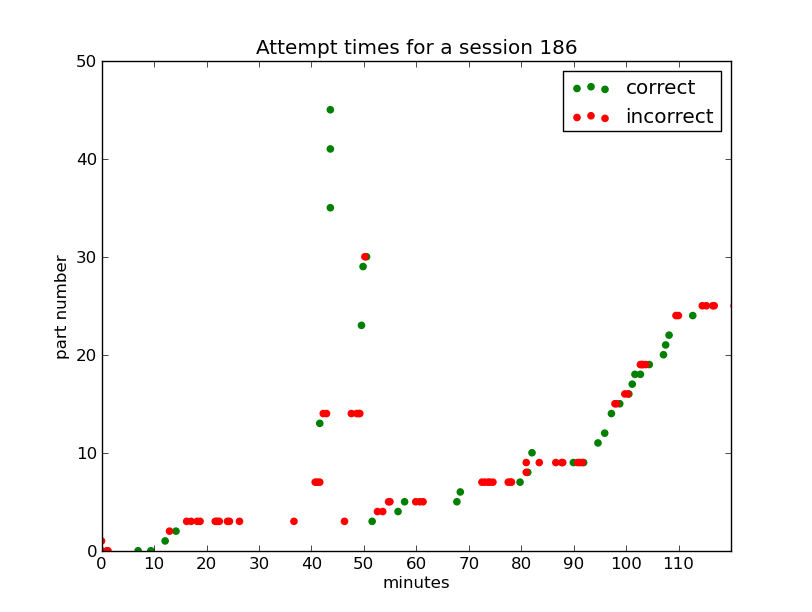 Attempt times for a session 186
50
correct
incorrect
40
30
part number
20
10
0
0 10 20 30 40 50 60 70 80 90 100 110
minutes